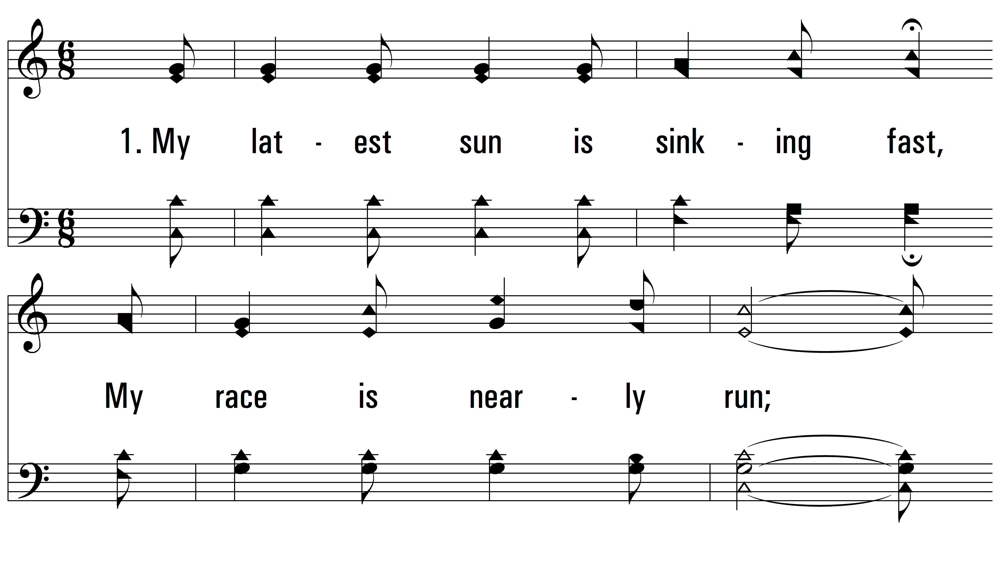 1. My lat - est sun is sink - ing fast,
My race is near - ly run;